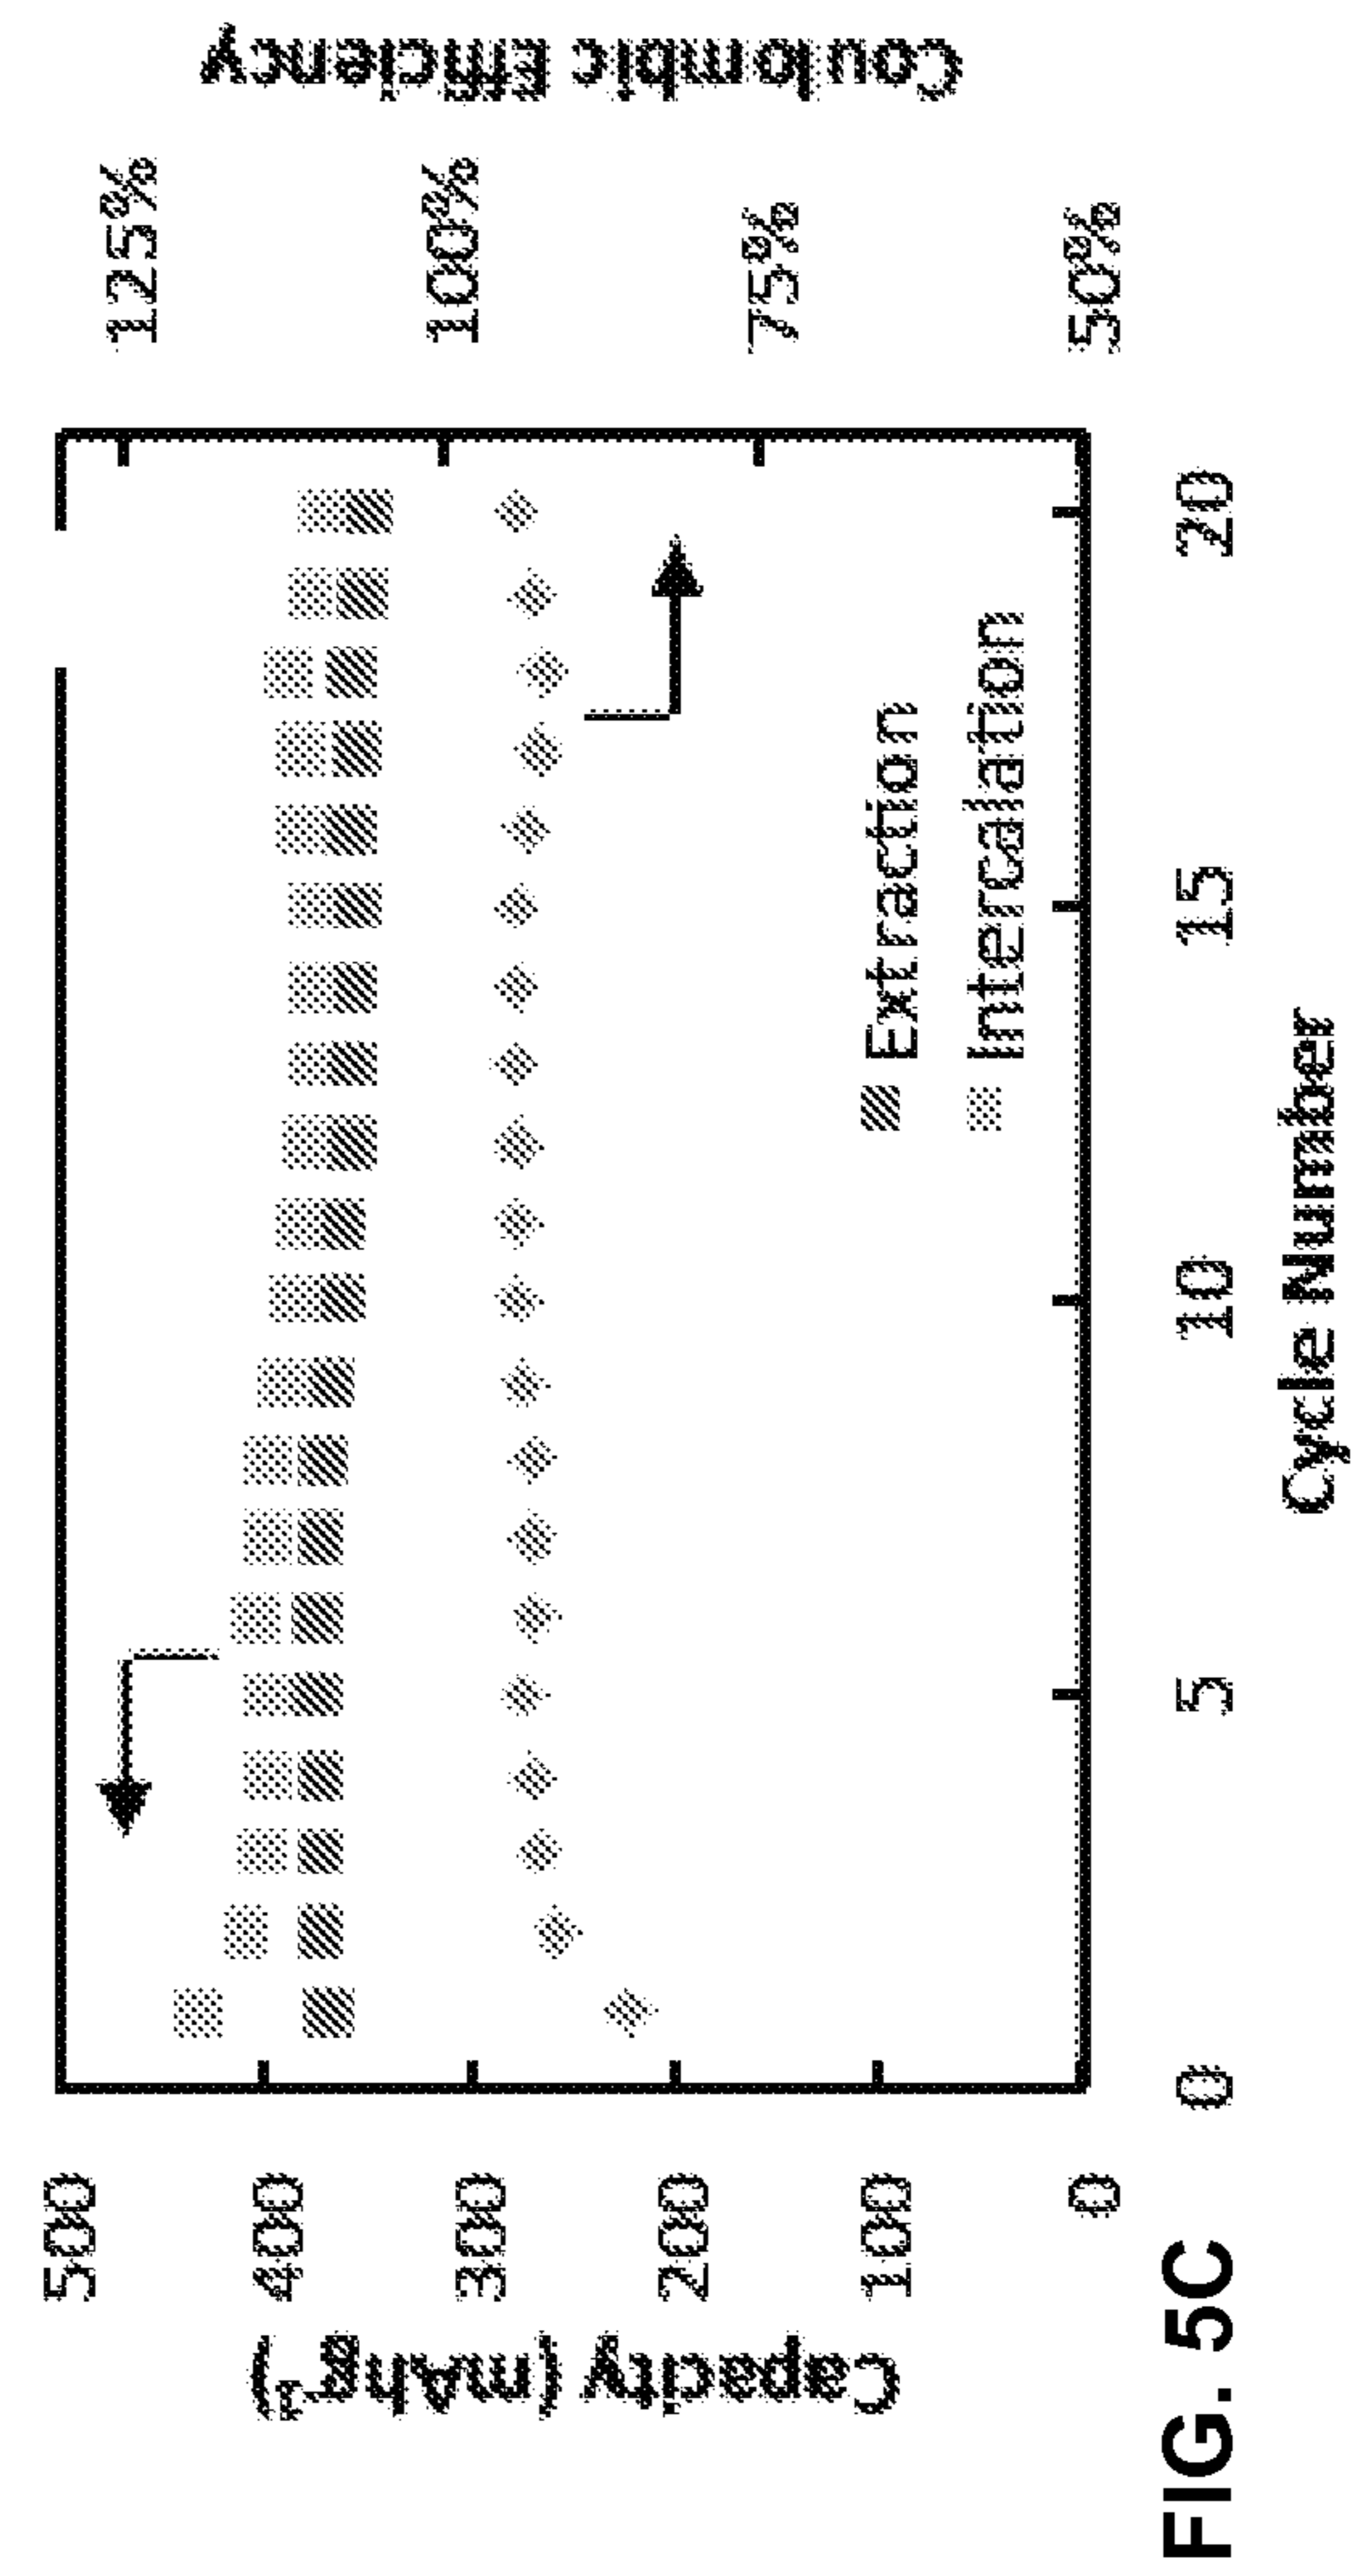 500
400
300
200
100
0
Capacity (mAhg⁻¹)
125%
100%
75%
50%
Coulombic Efficiency
Extraction
Intercalation
0
5
10
15
20
Cycle Number
FIG. 5C